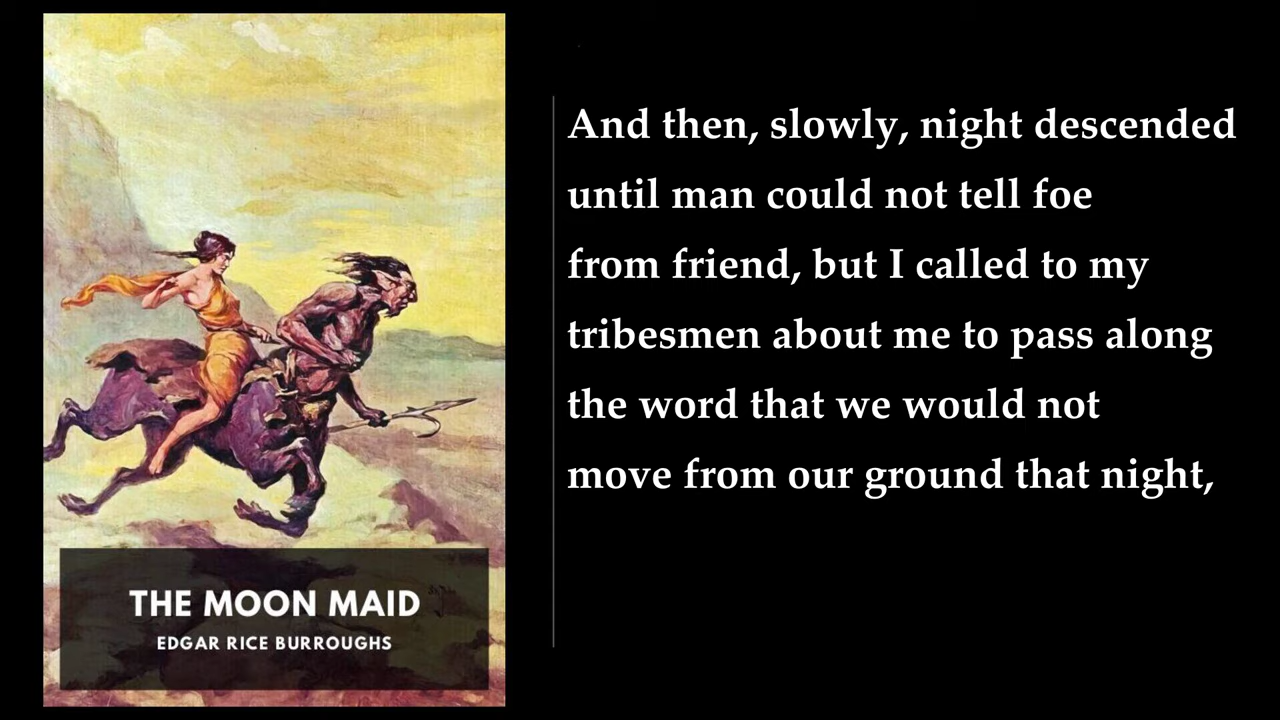 THE MOON MAID
EDGAR RICE BURROUGHS
And then, slowly, night descended
until man could not tell foe
from friend, but I called to my
tribesmen about me to pass along
the word that we would not
move from our ground that night,